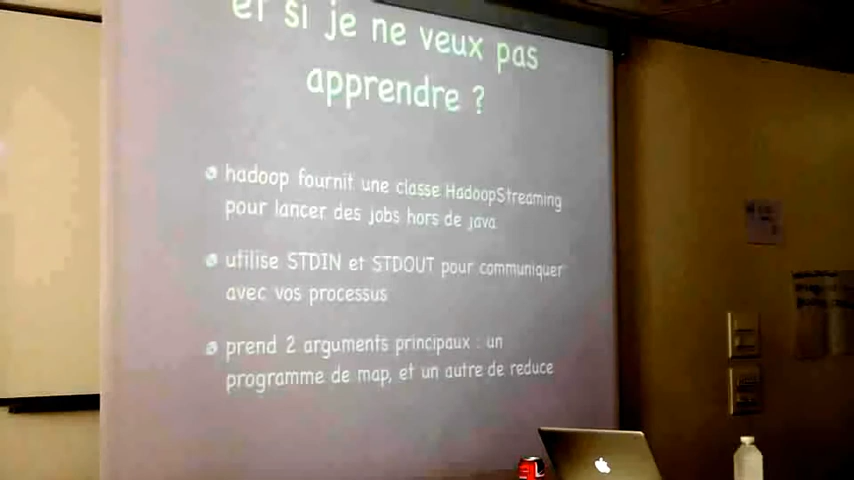 et si je ne veux pas
apprendre ?
hadoop fournit une classe HadoopStreaming
pour lancer des jobs hors de java
utilise STDIN et STDOUT pour communiquer
avec vos processus
prend 2 arguments principaux : un
programme de map, et un autre de reduce